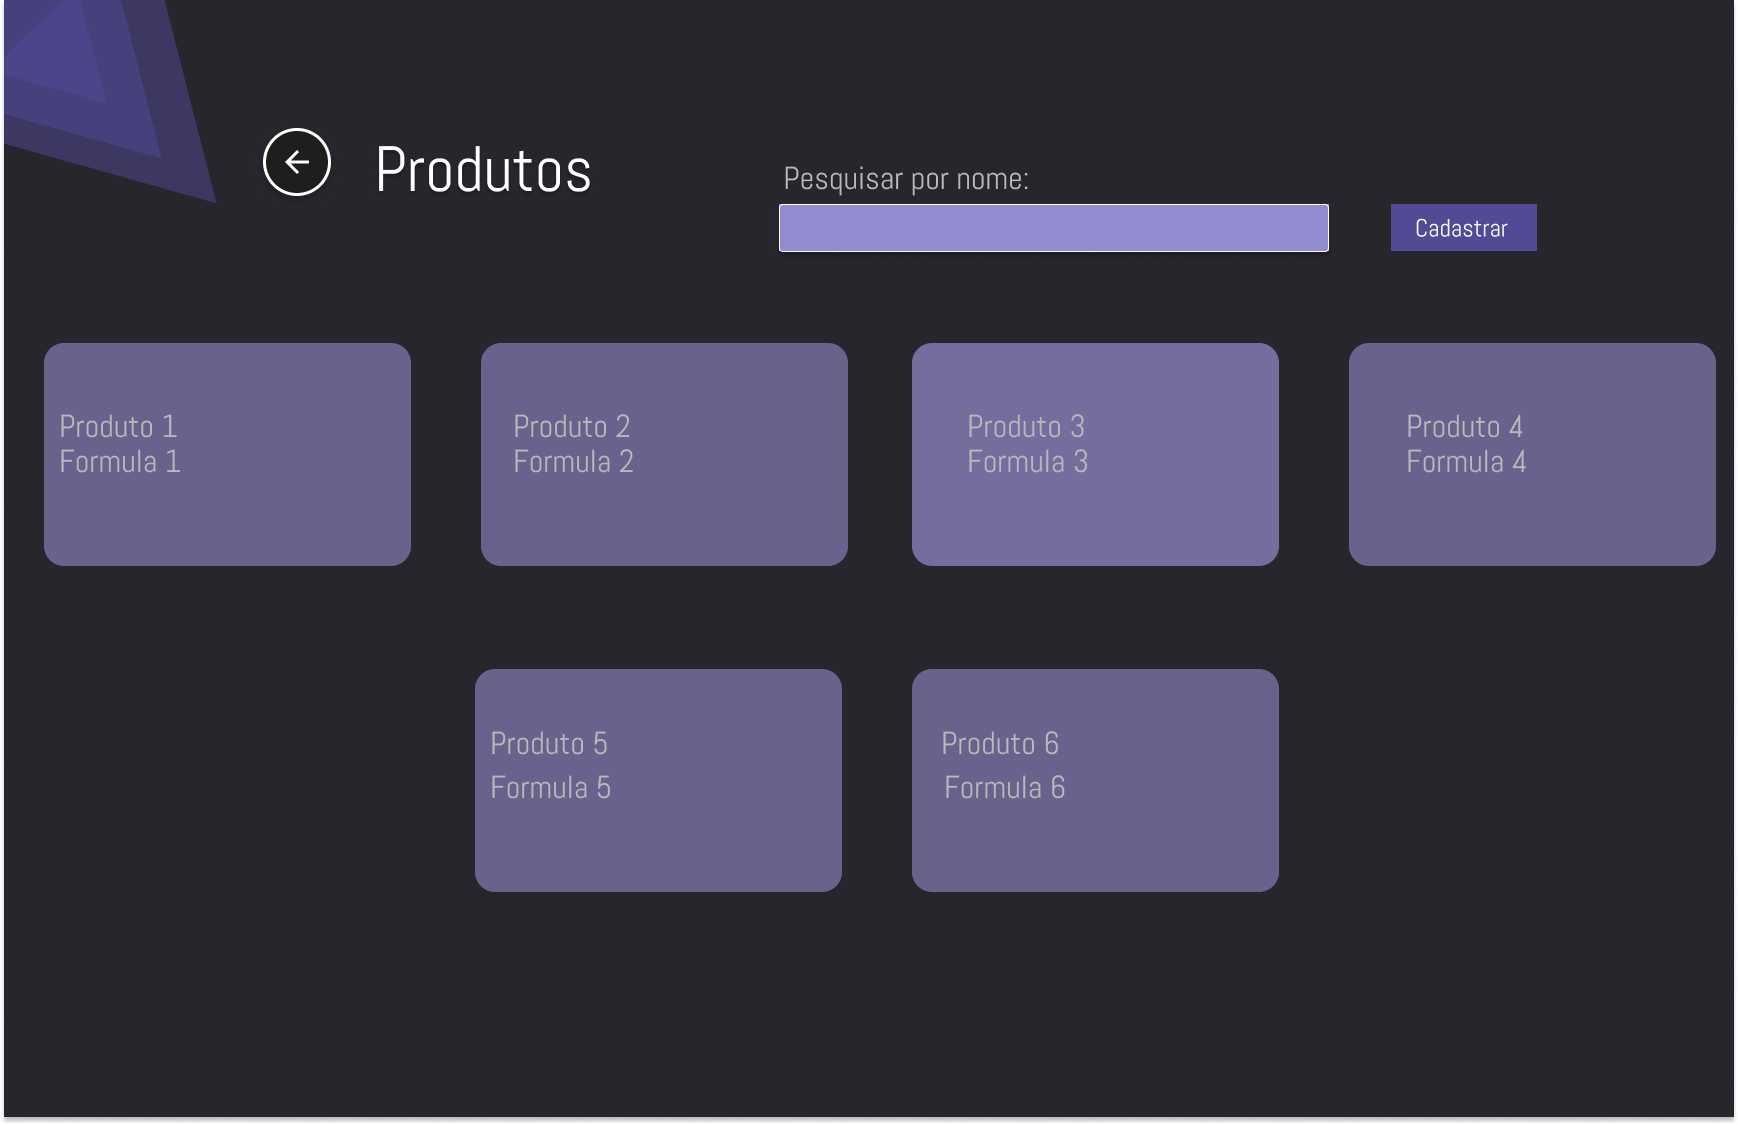 Produtos
Pesquisar por nome:
Cadastrar
Produto 1
Formula 1
Produto 2
Formula 2
Produto 3
Formula 3
Produto 4
Formula 4
Produto 5
Formula 5
Produto 6
Formula 6